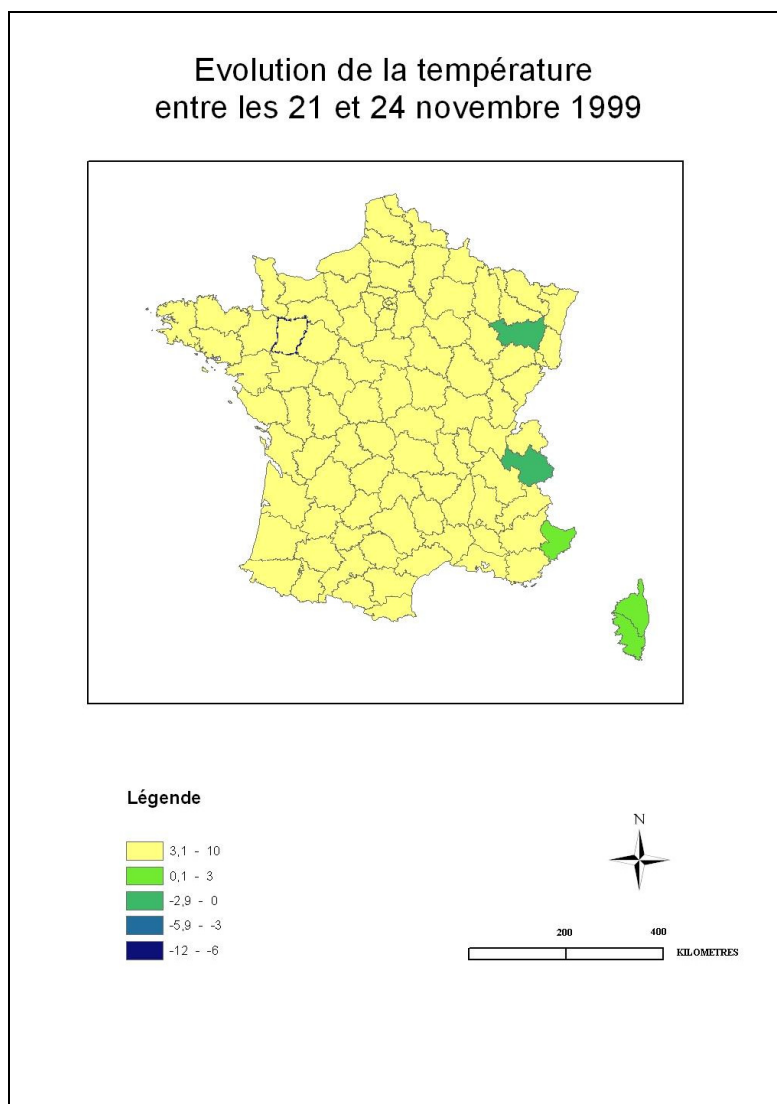 Evolution de la température
entre les 21 et 24 novembre 1999
Légende
3,1 - 10
0,1 - 3
-2,9 - 0
-5,9 - -3
-12 - -6
N
200 400
KILOMETRES